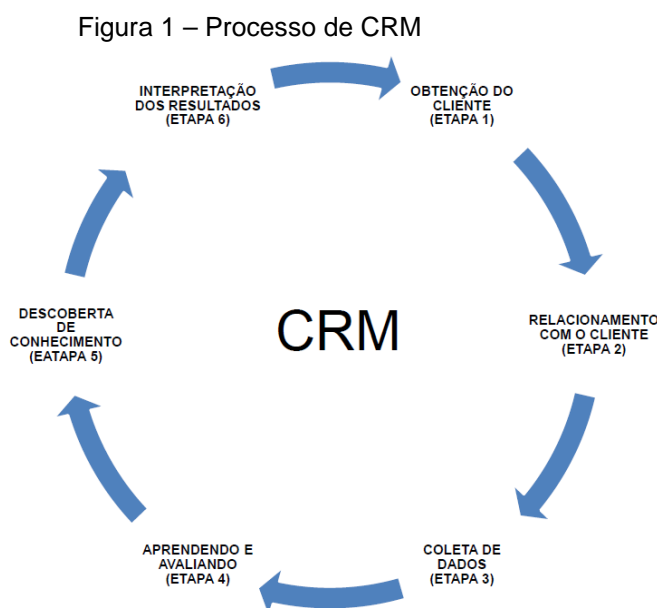 Figura 1 – Processo de CRM
INTERPRETAÇÃO
DOS RESULTADOS
(ETAPA 6)
OBTENÇÃO DO
CLIENTE
(ETAPA 1)
DESCOBERTA
DE
CONHECIMENTO
(EATAPA 5)
CRM
RELACIONAMENTO
COM O CLIENTE
(ETAPA 2)
APRENDENDO E
AVALIANDO
(ETAPA 4)
COLETA DE
DADOS
(ETAPA 3)